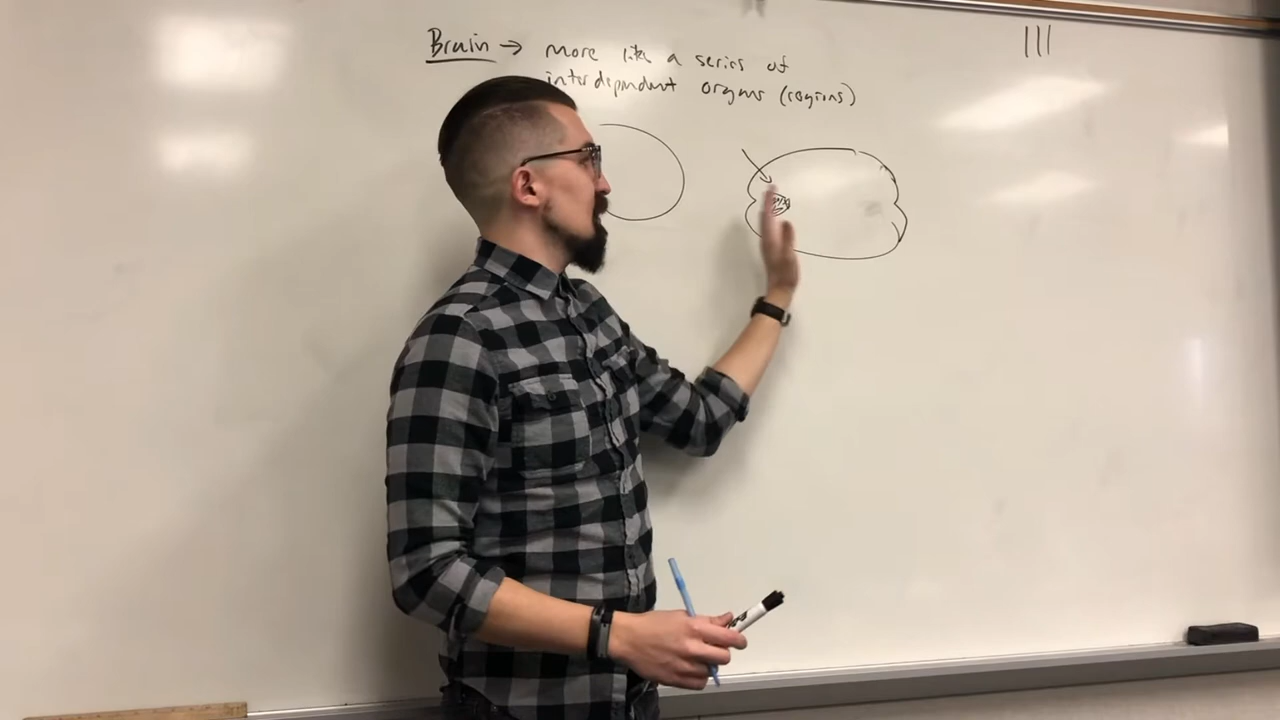 Brain → more like a series of
interdependent organs (regions)
|||